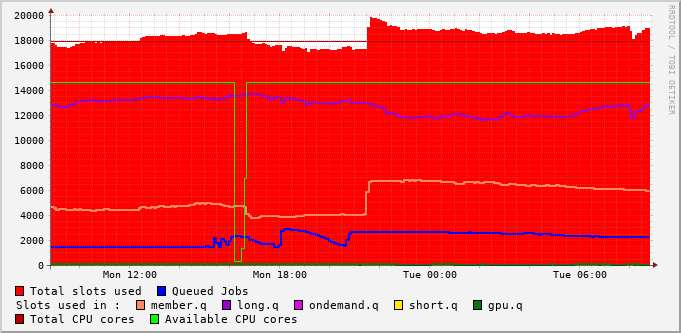 RRDTOOL / TOBI OETIKER
20000
18000
16000
14000
12000
10000
8000
6000
4000
2000
0
Mon 12:00 Mon 18:00 Tue 00:00 Tue 06:00
Total slots used Queued Jobs
Slots used in : member.q long.q ondemand.q short.q gpu.q
Total CPU cores Available CPU cores